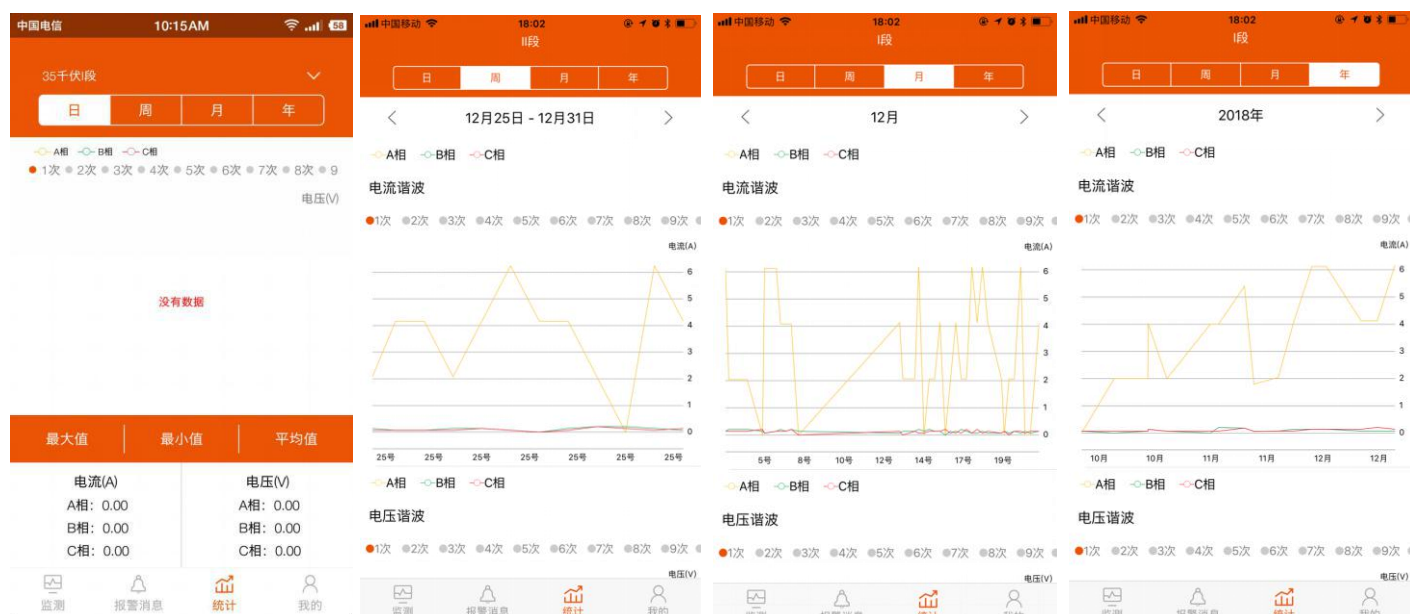 中国电信 10:15AM 58
35千伏I段
日 周 月 年
A相 B相 C相
1次 2次 3次 4次 5次 6次 7次 8次 9
电压(V)
没有数据
最大值 最小值 平均值
电流(A) 电压(V)
A相：0.00 A相：0.00
B相：0.00 B相：0.00
C相：0.00 C相：0.00
监测 报警消息 统计 我的
中国移动 18:02
II段
日 周 月 年
12月25日 - 12月31日
A相 B相 C相
电流谐波
1次 2次 3次 4次 5次 6次 7次 8次 9次
电流(A)
6
5
4
3
2
1
0
25号 25号 25号 25号 25号 25号 25号
A相 B相 C相
电压谐波
1次 2次 3次 4次 5次 6次 7次 8次 9次
电压(V)
监测 报警消息 统计 我的
中国移动 18:02
I段
日 周 月 年
12月
A相 B相 C相
电流谐波
1次 2次 3次 4次 5次 6次 7次 8次 9次
电流(A)
6
5
4
3
2
1
0
5号 8号 10号 12号 14号 17号 19号
A相 B相 C相
电压谐波
1次 2次 3次 4次 5次 6次 7次 8次 9次
电压(V)
监测 报警消息 统计 我的
中国移动 18:02
I段
日 周 月 年
2018年
A相 B相 C相
电流谐波
1次 2次 3次 4次 5次 6次 7次 8次 9次
电流(A)
6
5
4
3
2
1
0
10月 10月 11月 11月 12月 12月
A相 B相 C相
电压谐波
1次 2次 3次 4次 5次 6次 7次 8次 9次
电压(V)
监测 报警消息 统计 我的